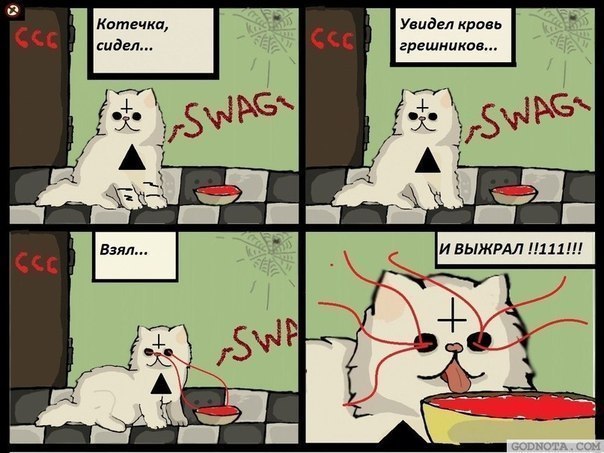 ССС
Котечка,
сидел...
-SWAG-
ССС
Увидел кровь
грешников...
-SWAG-
ССС
Взял...
-SWA
И ВЫЖРАЛ !!111!!!
GODNOTA.COM